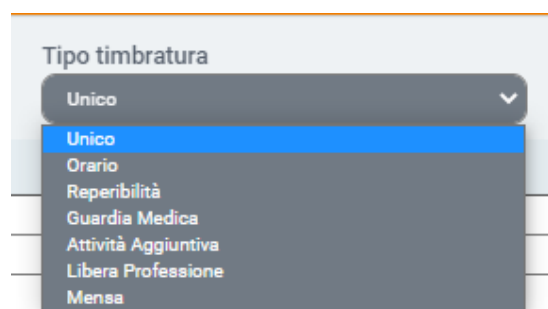 Tipo timbratura
Unico
Unico
Orario
Reperibilità
Guardia Medica
Attività Aggiuntiva
Libera Professione
Mensa